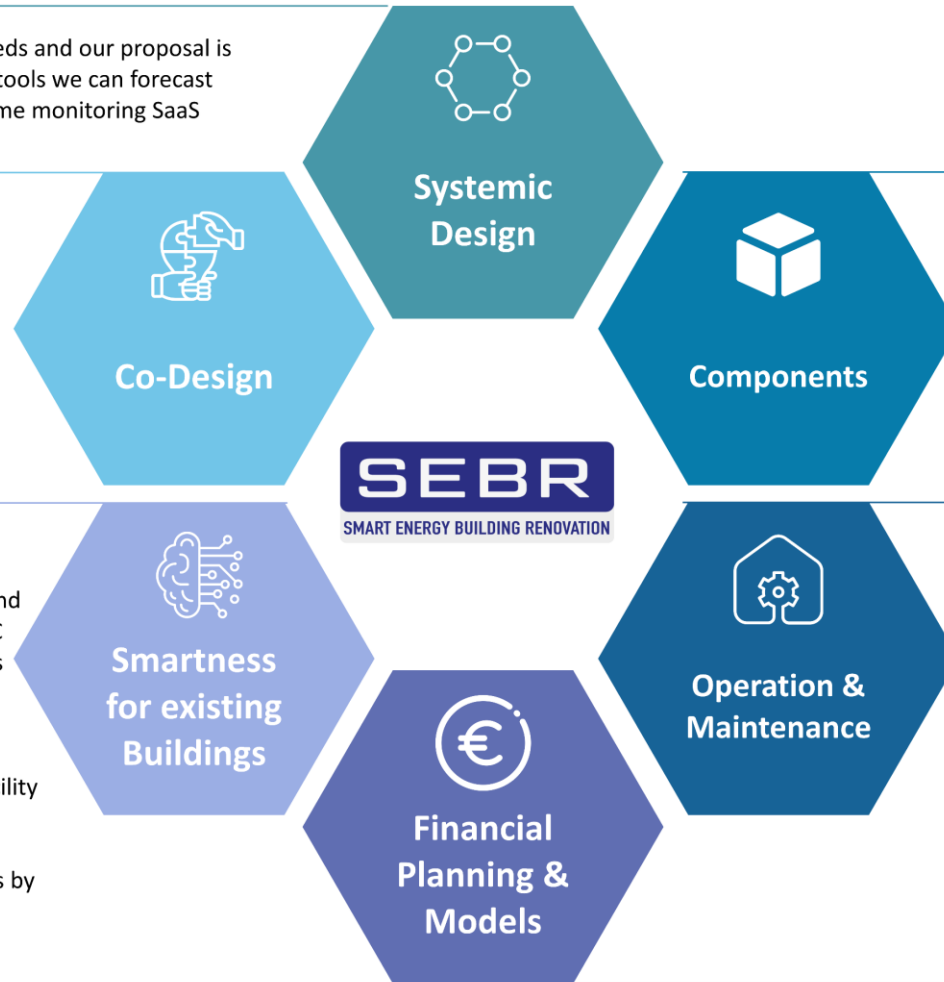 eds and our proposal is
tools we can forecast
me monitoring SaaS
Systemic
Design
Co-Design
Components
SEBR
SMART ENERGY BUILDING RENOVATION
nd
s
Smartness
for existing
Buildings
Operation &
Maintenance
ility
s by
€
Financial
Planning &
Models